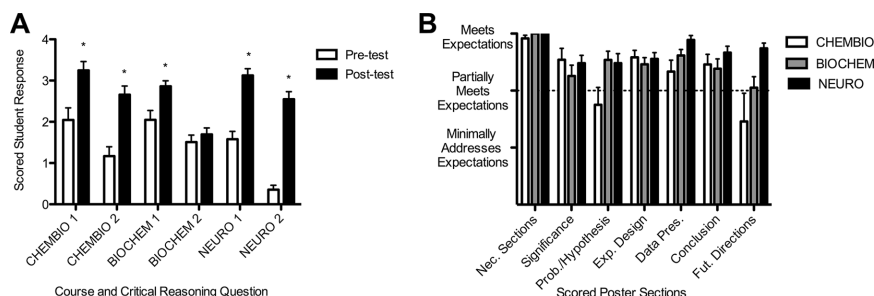 A
Scored Student Response
4
3
2
1
0
*
*
*
*
*
Pre-test
Post-test
CHEMBIO 1
CHEMBIO 2
BIOCHEM 1
BIOCHEM 2
NEURO 1
NEURO 2
Course and Critical Reasoning Question
B
Meets
Expectations
Partially
Meets
Expectations
Minimally
Addresses
Expectations
CHEMBIO
BIOCHEM
NEURO
Nec. Sections
Significance
Prob./Hypothesis
Exp. Design
Data Pres.
Conclusion
Fut. Directions
Scored Poster Sections